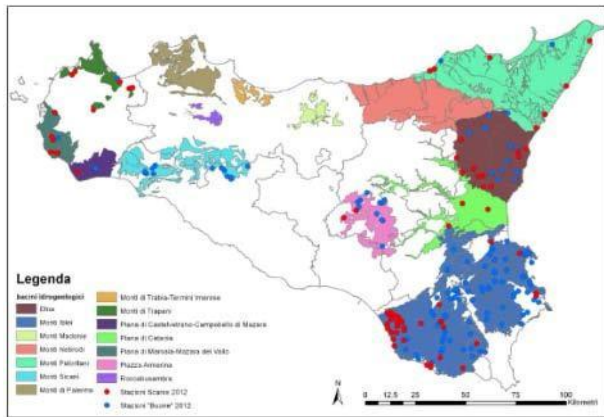 Legenda
bacini idrogeologici
Etna
Monti Iblei
Monti Madonie
Monti Nebrodi
Monti Peloritani
Monti Sicani
Monti di Palermo
Monti di Trabia-Termini Imerese
Monti di Trapani
Piana di Castelvetrano-Campobello di Mazara
Piana di Catania
Piana di Marsala-Mazara del Vallo
Piazza Armerina
Roccabusambra
Stazioni Scarse 2012
Stazioni "Buone" 2012
N
0 12,5 25 50 75 100
Kilometri